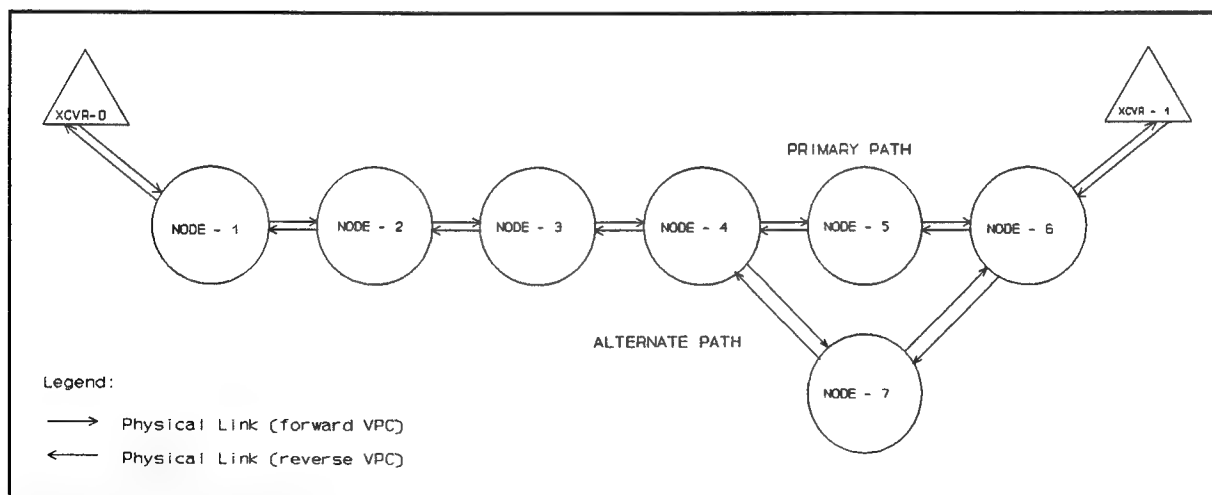 XCVR-0
XCVR - 1
PRIMARY PATH
NODE - 1
NODE - 2
NODE - 3
NODE - 4
NODE - 5
NODE - 6
ALTERNATE PATH
NODE - 7
Legend:
Physical Link (forward VPC)
Physical Link (reverse VPC)